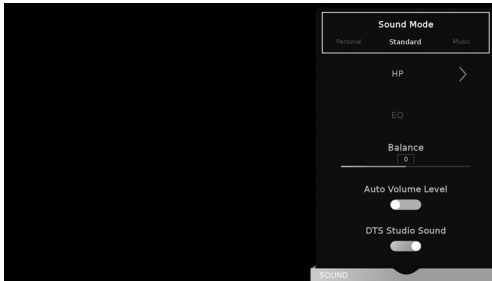 Sound Mode
Personal Standard Music
HP
EQ
Balance
0
Auto Volume Level
DTS Studio Sound
SOUND